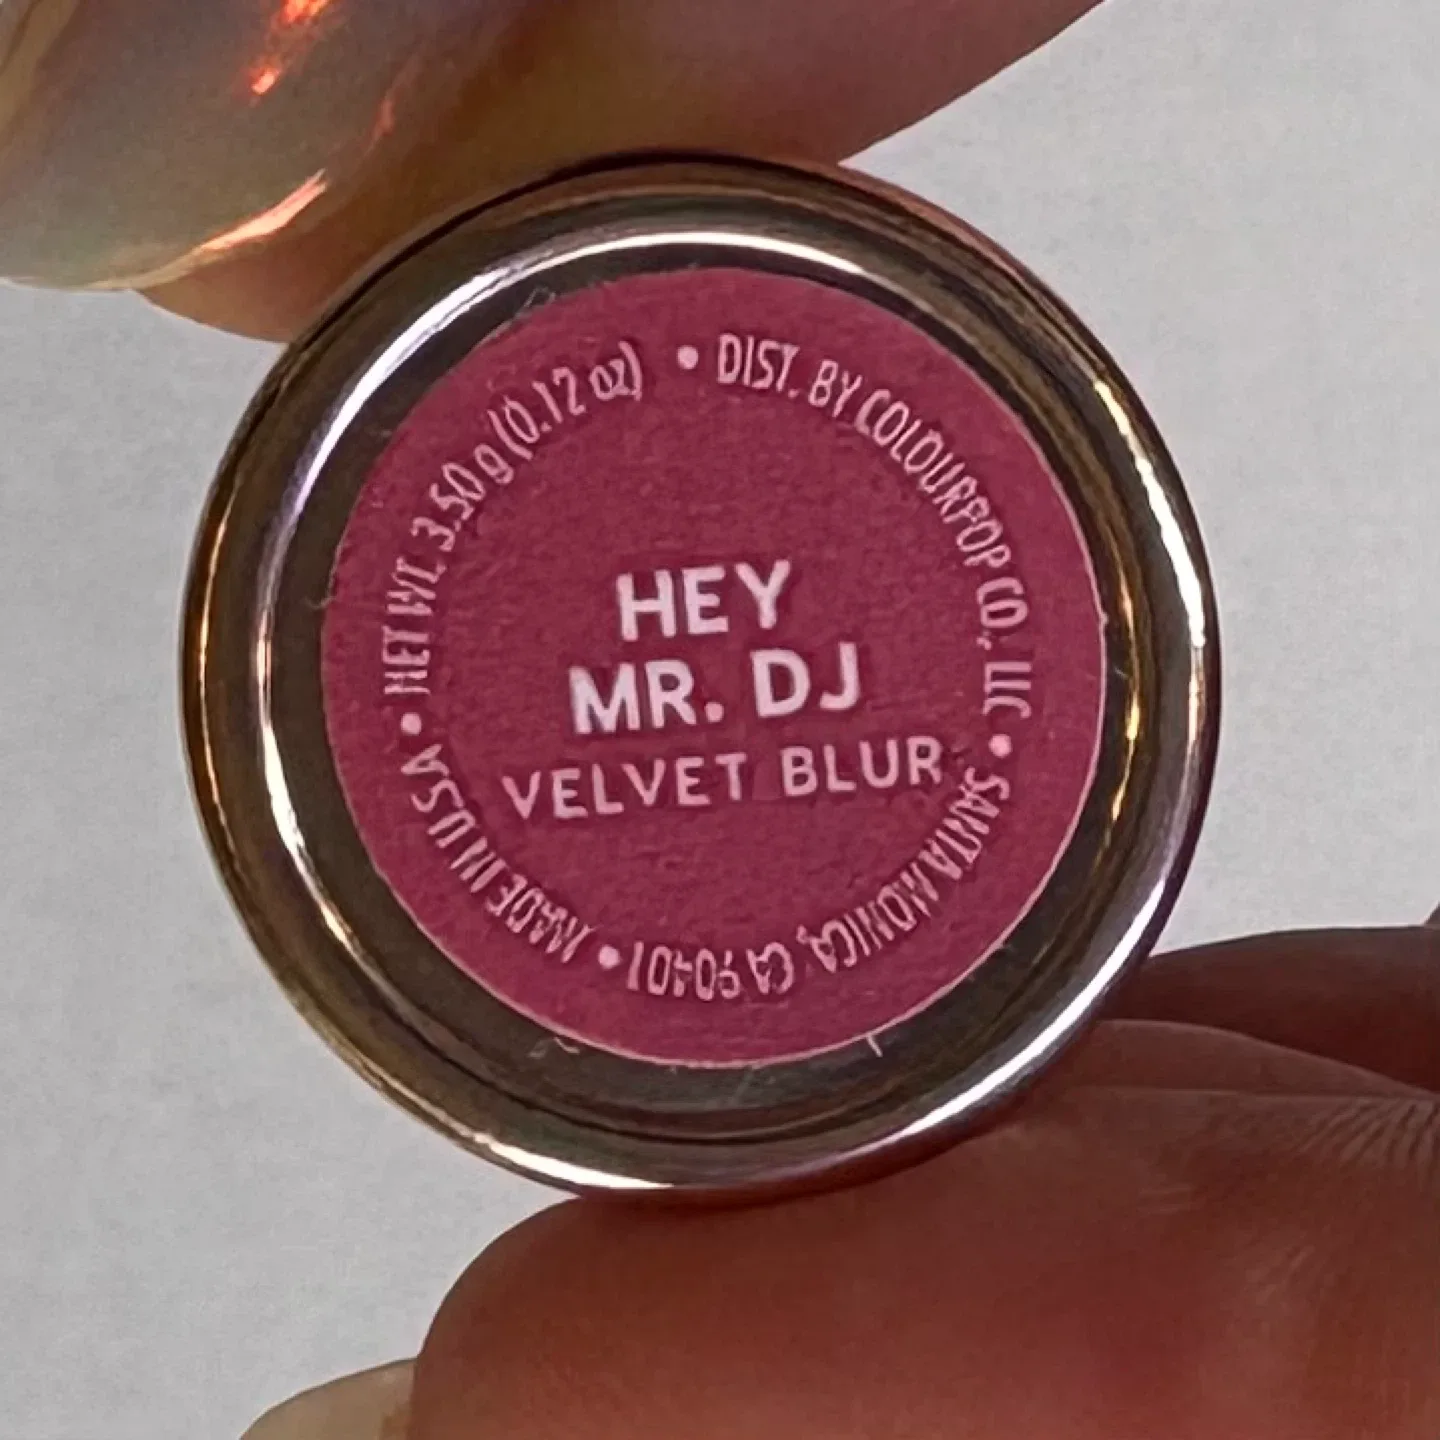 HEY
MR. DJ
VELVET BLUR
• DIST. BY COLOURPOP CO., LLC • SANTA MONICA, CA 90401 • MADE IN U.S.A • NET WT. 3.50 g (0.12 oz)